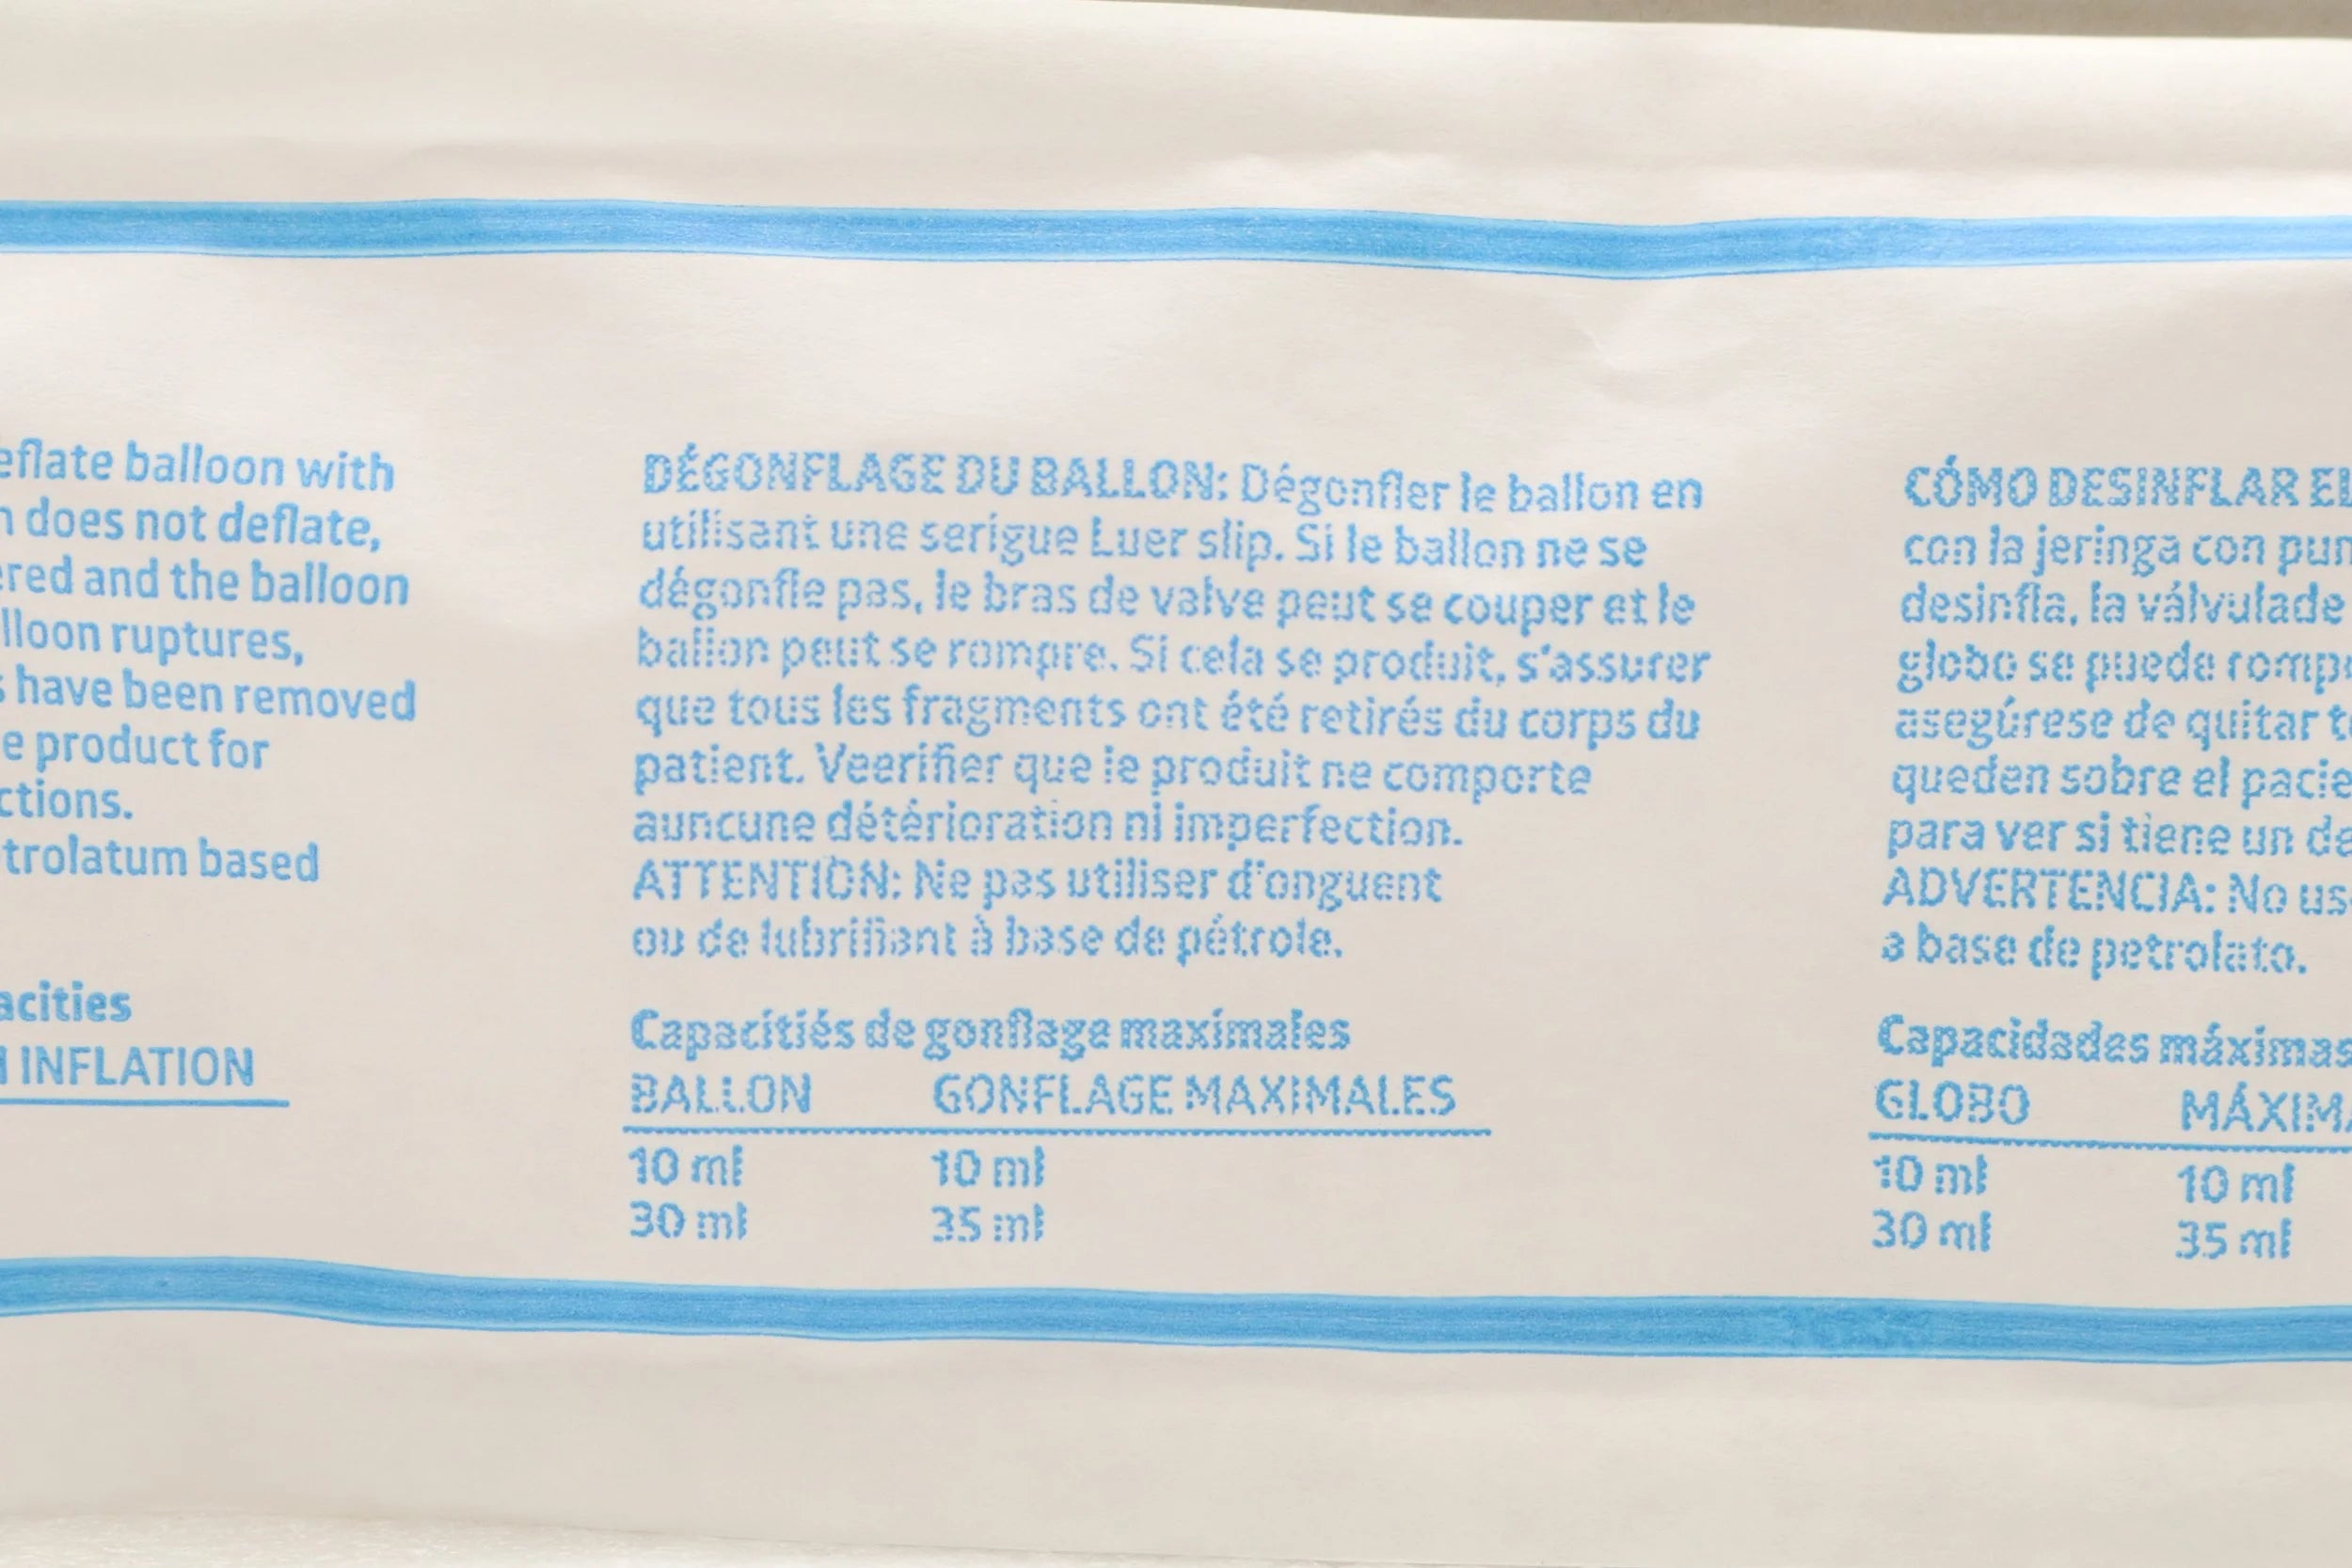 eflate balloon with
n does not deflate,
ered and the balloon
lloon ruptures,
s have been removed
e product for
ctions.
trolatum based
acities
INFLATION
DÉGONFLAGE DU BALLON: Dégonfler le ballon en
utilisant une serigue Luer slip. Si le ballon ne se
dégonfle pas, le bras de valve peut se couper et le
ballon peut se rompre. Si cela se produit, s'assurer
que tous les fragments ont été retirés du corps du
patient. Veerifier que le produit ne comporte
auncune détérioration ni imperfection.
ATTENTION: Ne pas utiliser d'onguent
ou de lubrifiant à base de pétrole.
Capacitiés de gonflage maximales
BALLON GONFLAGE MAXIMALES
10 ml 10 ml
30 ml 35 ml
CÓMO DESINFLAR EL
con la jeringa con pun
desinfla, la válvulade
globo se puede romp
asegúrese de quitar t
queden sobre el pacie
para ver si tiene un de
ADVERTENCIA: No us
a base de petrolato.
Capacidades máximas
GLOBO MÁXIM
10 ml 10 ml
30 ml 35 ml